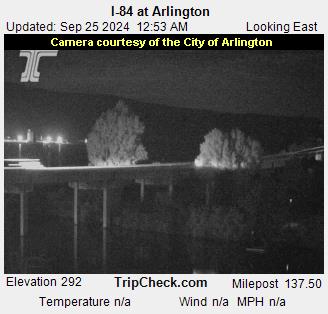 I-84 at Arlington
Updated: Sep 25 2024 12:53 AM Looking East
Camera courtesy of the City of Arlington
Elevation 292 TripCheck.com Milepost 137.50
Temperature n/a Wind n/a MPH n/a